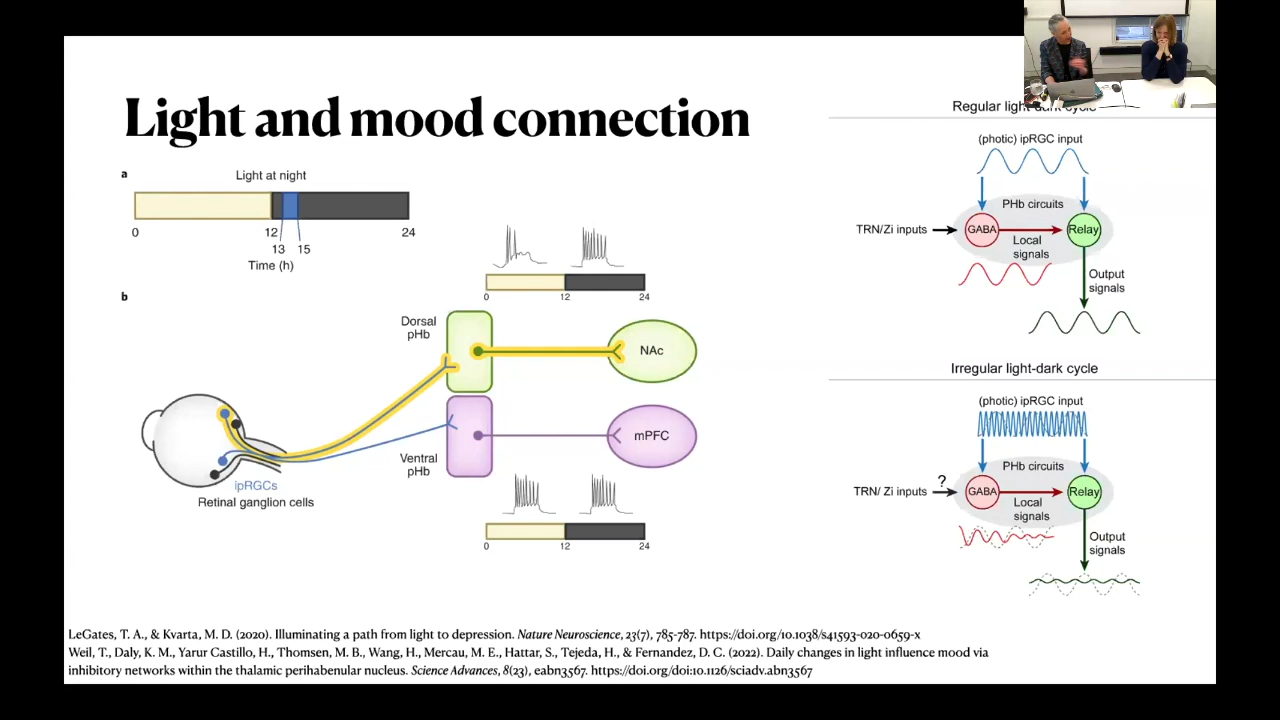 Light and mood connection
a
Light at night
0
12
24
13
15
Time (h)
b
0
12
24
Dorsal
pHb
NAc
Ventral
pHb
mPFC
ipRGCs
Retinal ganglion cells
0
12
24
Regular light-dark cycle
(photic) ipRGC input
PHb circuits
TRN/Zi inputs
GABA
Relay
Local
signals
Output
signals
Irregular light-dark cycle
(photic) ipRGC input
PHb circuits
?
TRN/ Zi inputs
GABA
Relay
Local
signals
Output
signals
LeGates, T. A., & Kvarta, M. D. (2020). Illuminating a path from light to depression. Nature Neuroscience, 23(7), 785-787. https://doi.org/10.1038/s41593-020-0659-x
Weil, T., Daly, K. M., Yarur Castillo, H., Thomsen, M. B., Wang, H., Mercau, M. E., Hattar, S., Tejeda, H., & Fernandez, D. C. (2022). Daily changes in light influence mood via
inhibitory networks within the thalamic perihabenular nucleus. Science Advances, 8(23), eabn3567. https://doi.org/doi:10.1126/sciadv.abn3567